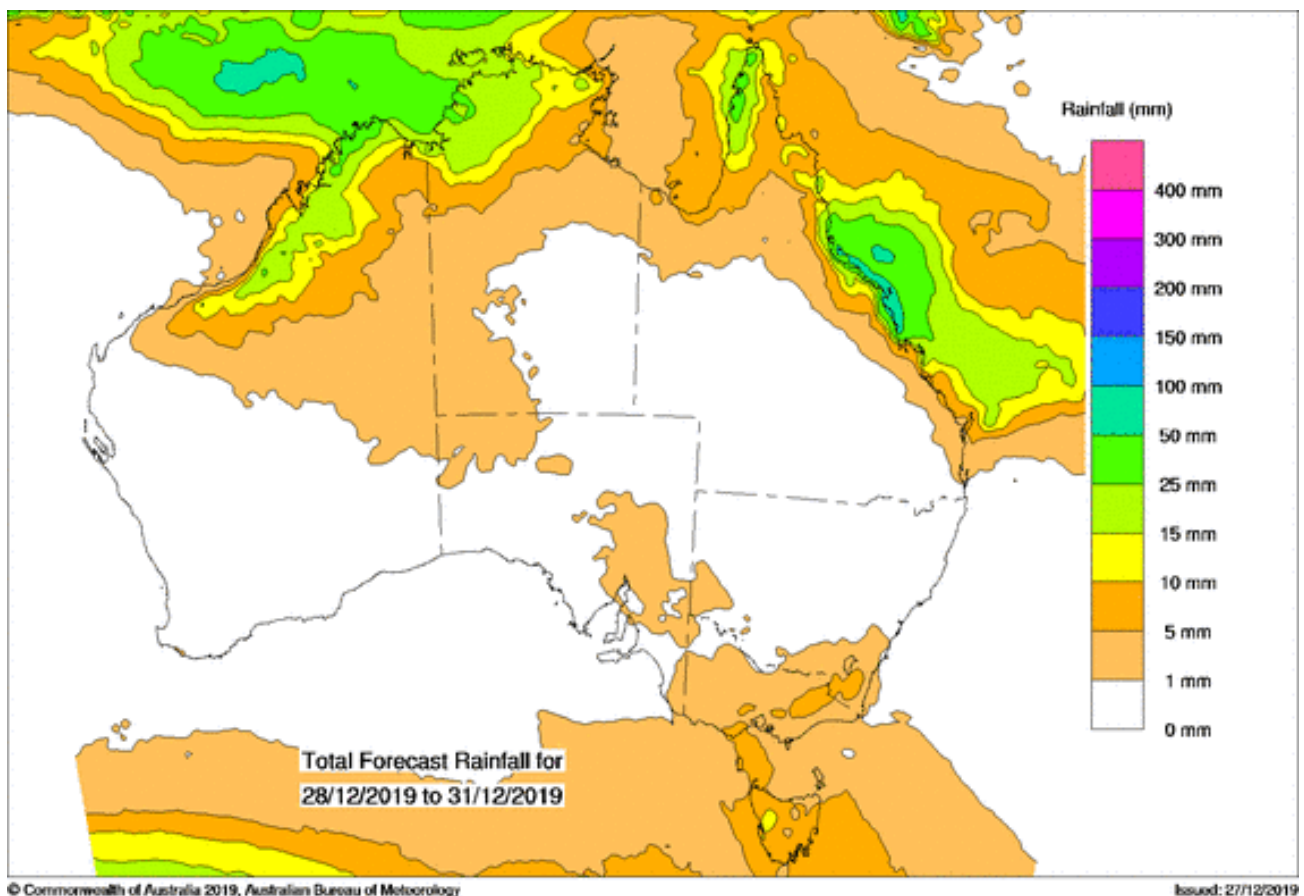 Rainfall (mm)
400 mm
300 mm
200 mm
150 mm
100 mm
50 mm
25 mm
15 mm
10 mm
5 mm
1 mm
0 mm
Total Forecast Rainfall for
28/12/2019 to 31/12/2019
© Commonwealth of Australia 2019, Australian Bureau of Meteorology
Issued: 27/12/2019